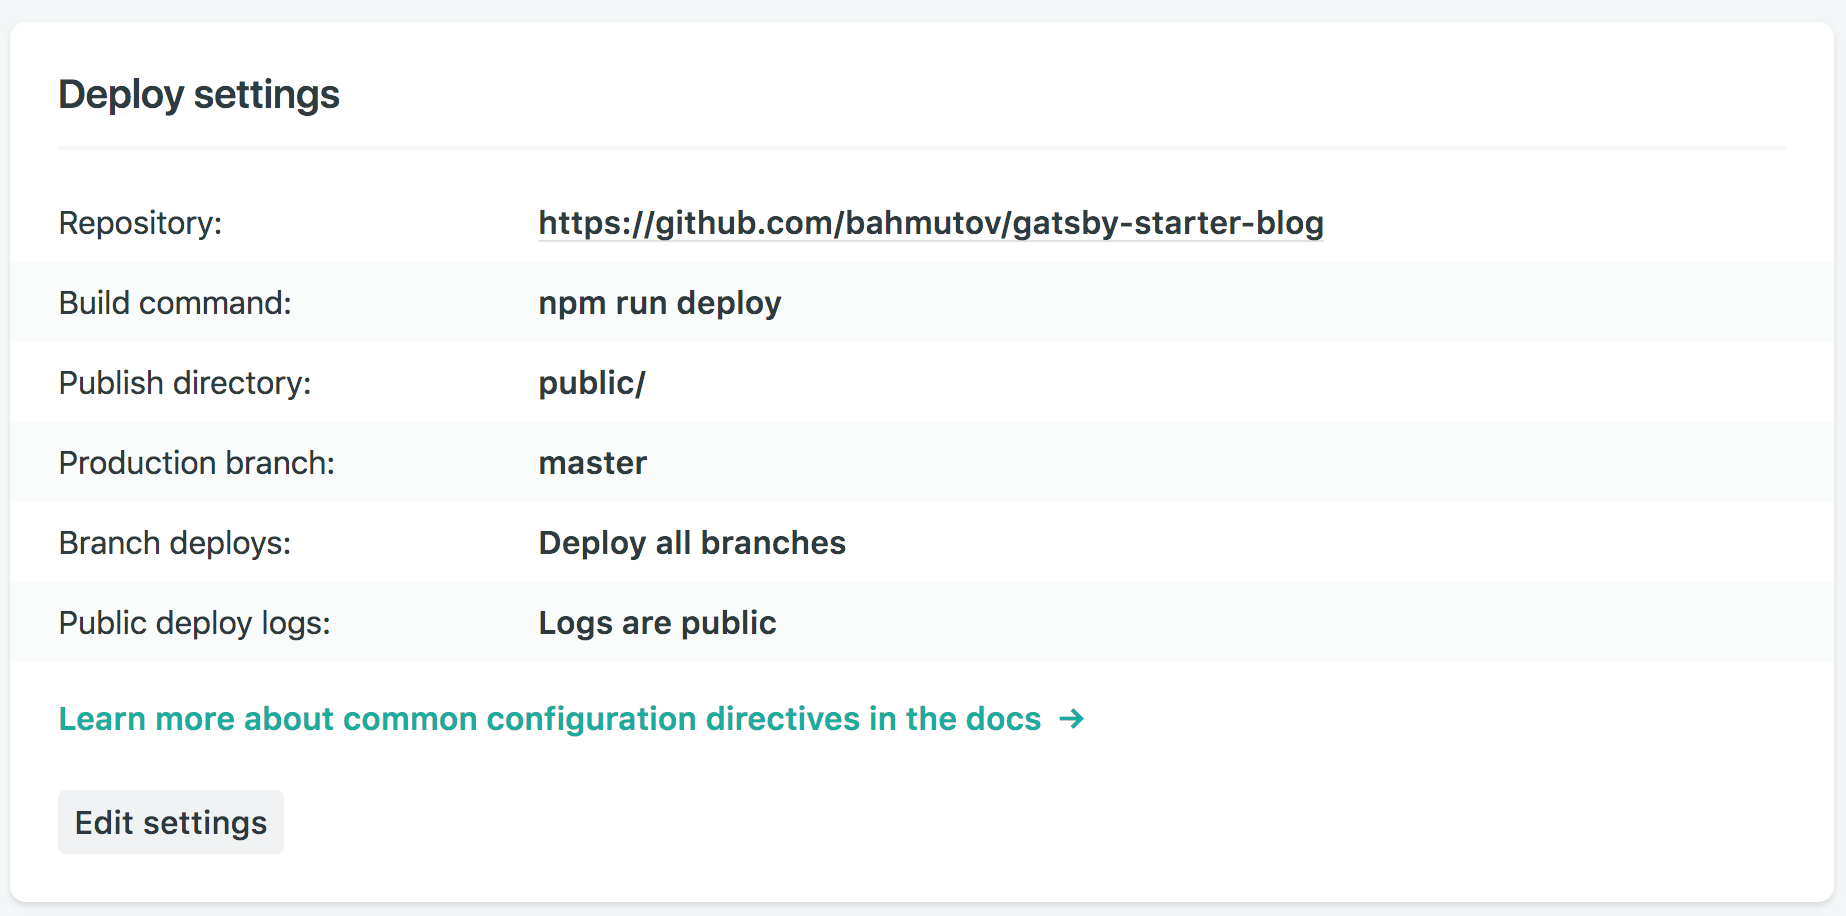 Deploy settings
Repository: https://github.com/bahmutov/gatsby-starter-blog
Build command: npm run deploy
Publish directory: public/
Production branch: master
Branch deploys: Deploy all branches
Public deploy logs: Logs are public
Learn more about common configuration directives in the docs →
Edit settings